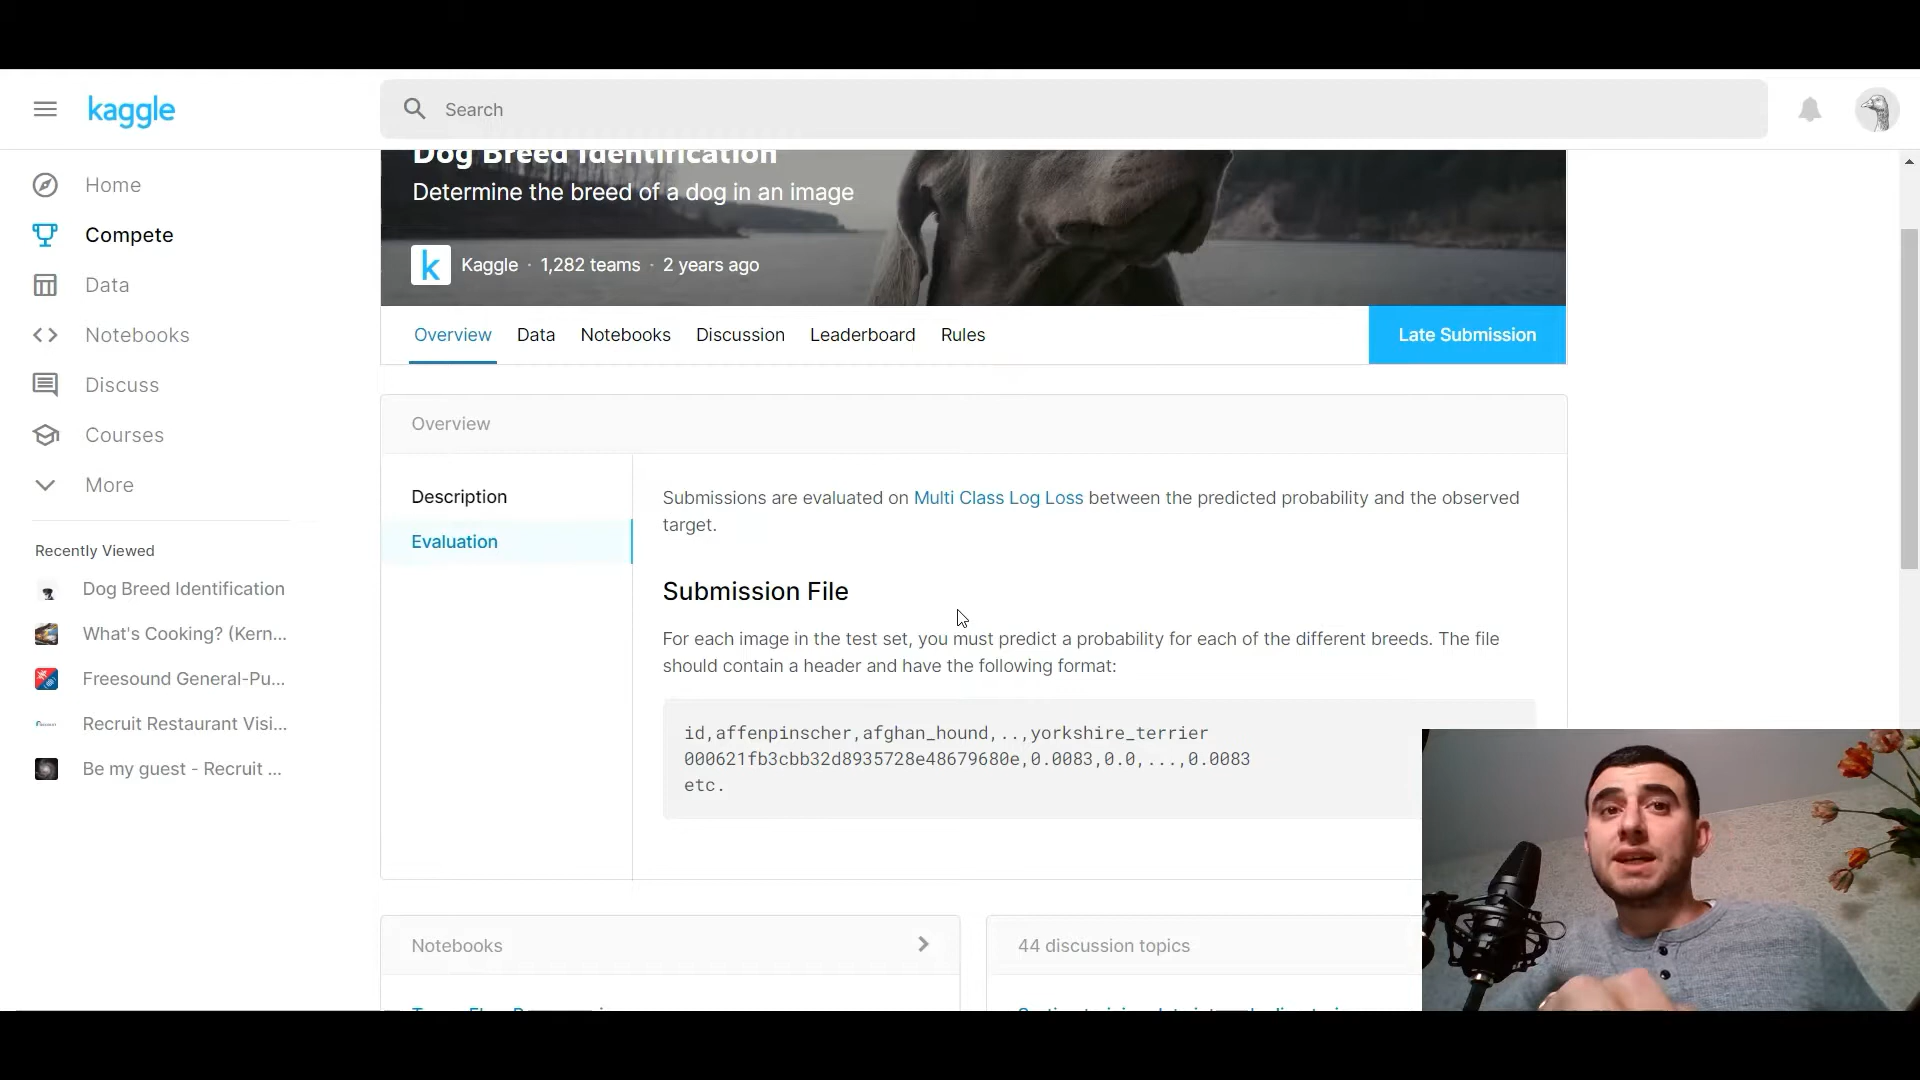 kaggle
Search
Dog Breed Identification
Determine the breed of a dog in an image
k Kaggle · 1,282 teams · 2 years ago
Home
Compete
Data
Notebooks
Discuss
Courses
More
Recently Viewed
Dog Breed Identification
What's Cooking? (Kern...
Freesound General-Pu...
Recruit Restaurant Visi...
Be my guest - Recruit ...
Overview Data Notebooks Discussion Leaderboard Rules Late Submission
Overview
Description
Evaluation
Submissions are evaluated on Multi Class Log Loss between the predicted probability and the observed
target.
Submission File
For each image in the test set, you must predict a probability for each of the different breeds. The file
should contain a header and have the following format:
id,affenpinscher,afghan_hound,..,yorkshire_terrier
000621fb3cbb32d8935728e48679680e,0.0083,0.0,...,0.0083
etc.
Notebooks
44 discussion topics